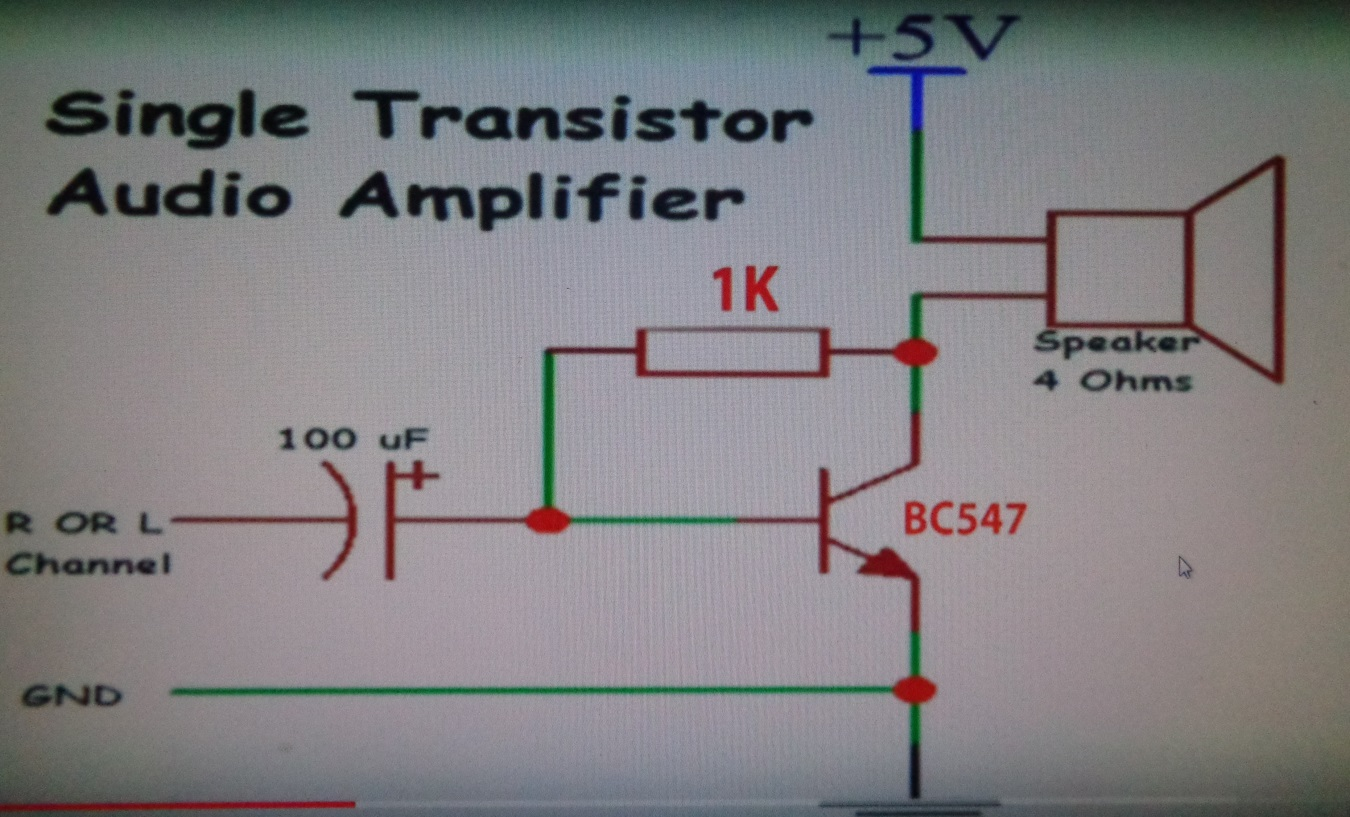 +5V
Single Transistor
Audio Amplifier
1K
Speaker
4 Ohms
100 uF
+
R OR L
Channel
BC547
GND